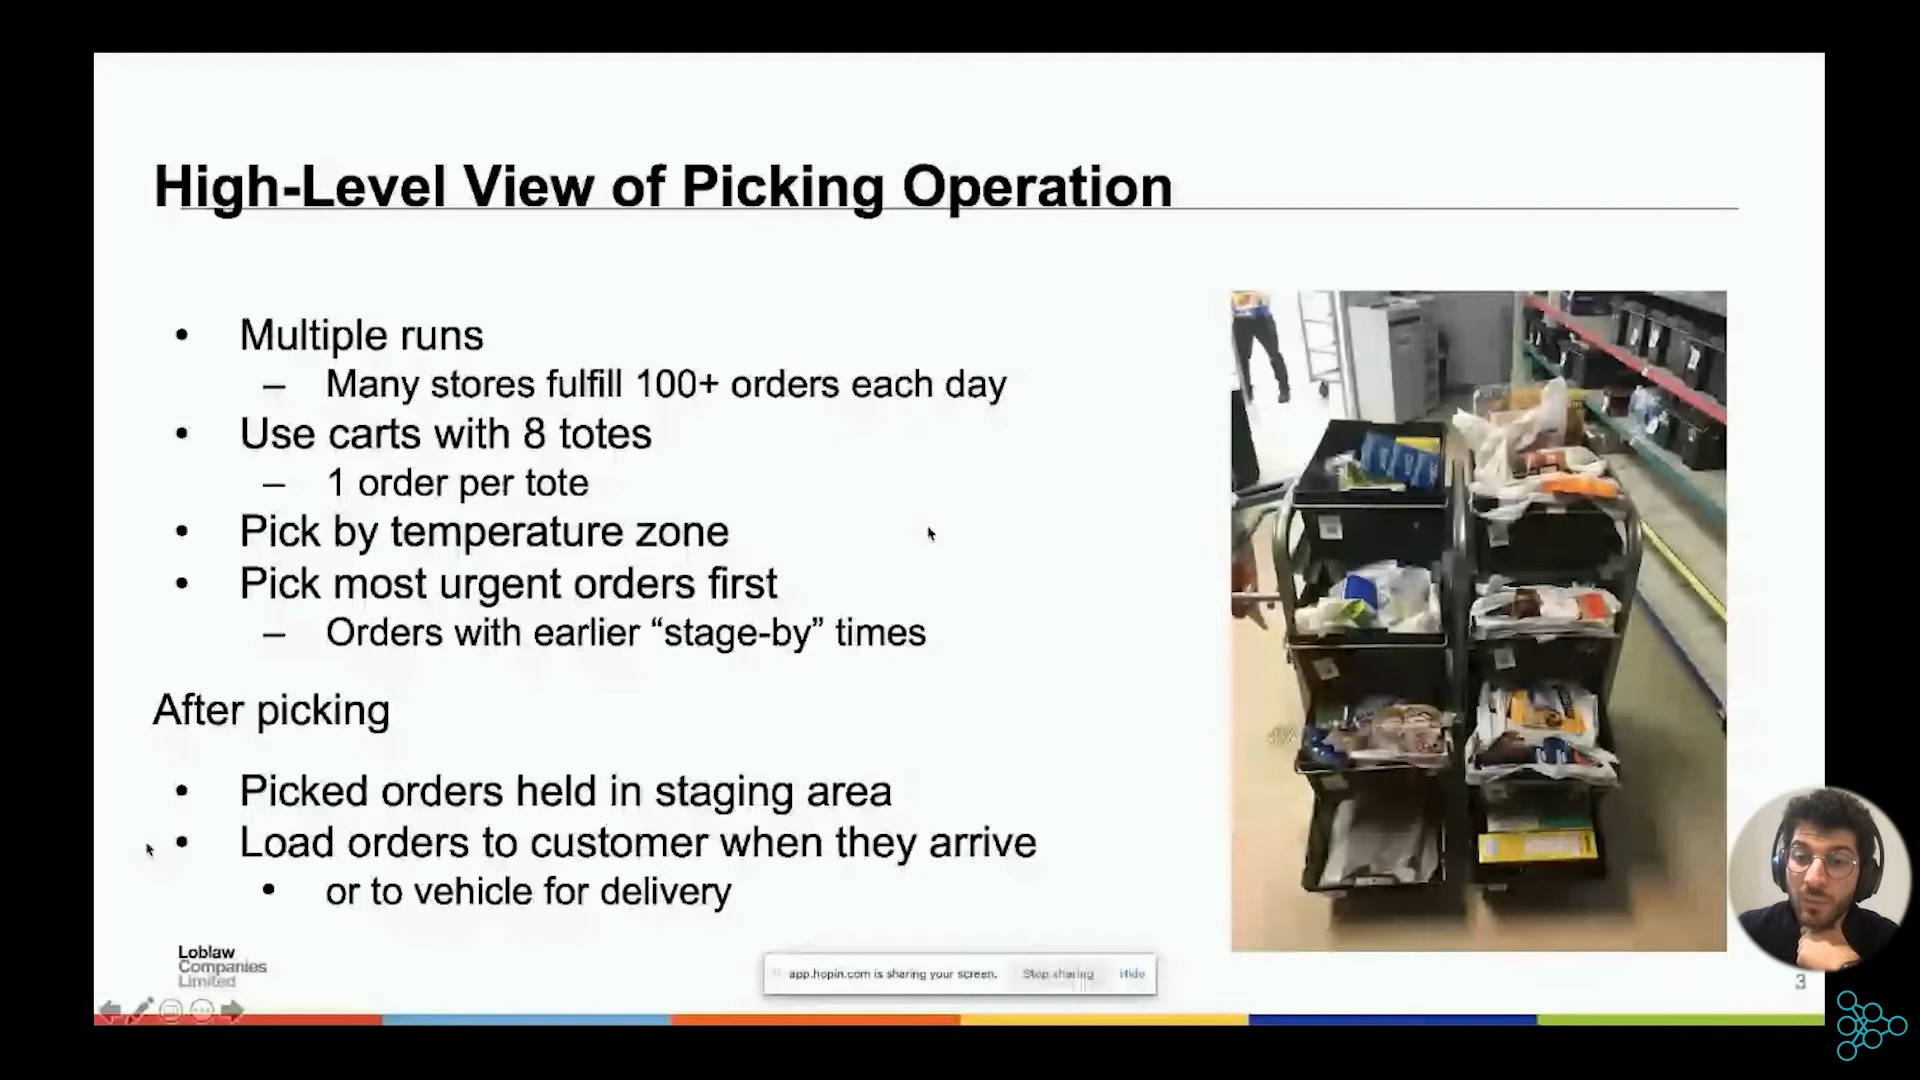 High-Level View of Picking Operation
• Multiple runs
– Many stores fulfill 100+ orders each day
• Use carts with 8 totes
– 1 order per tote
• Pick by temperature zone
• Pick most urgent orders first
– Orders with earlier “stage-by” times
After picking
• Picked orders held in staging area
• Load orders to customer when they arrive
• or to vehicle for delivery
Loblaw
Companies
Limited
app.hopin.com is sharing your screen. Stop sharing Hide
3